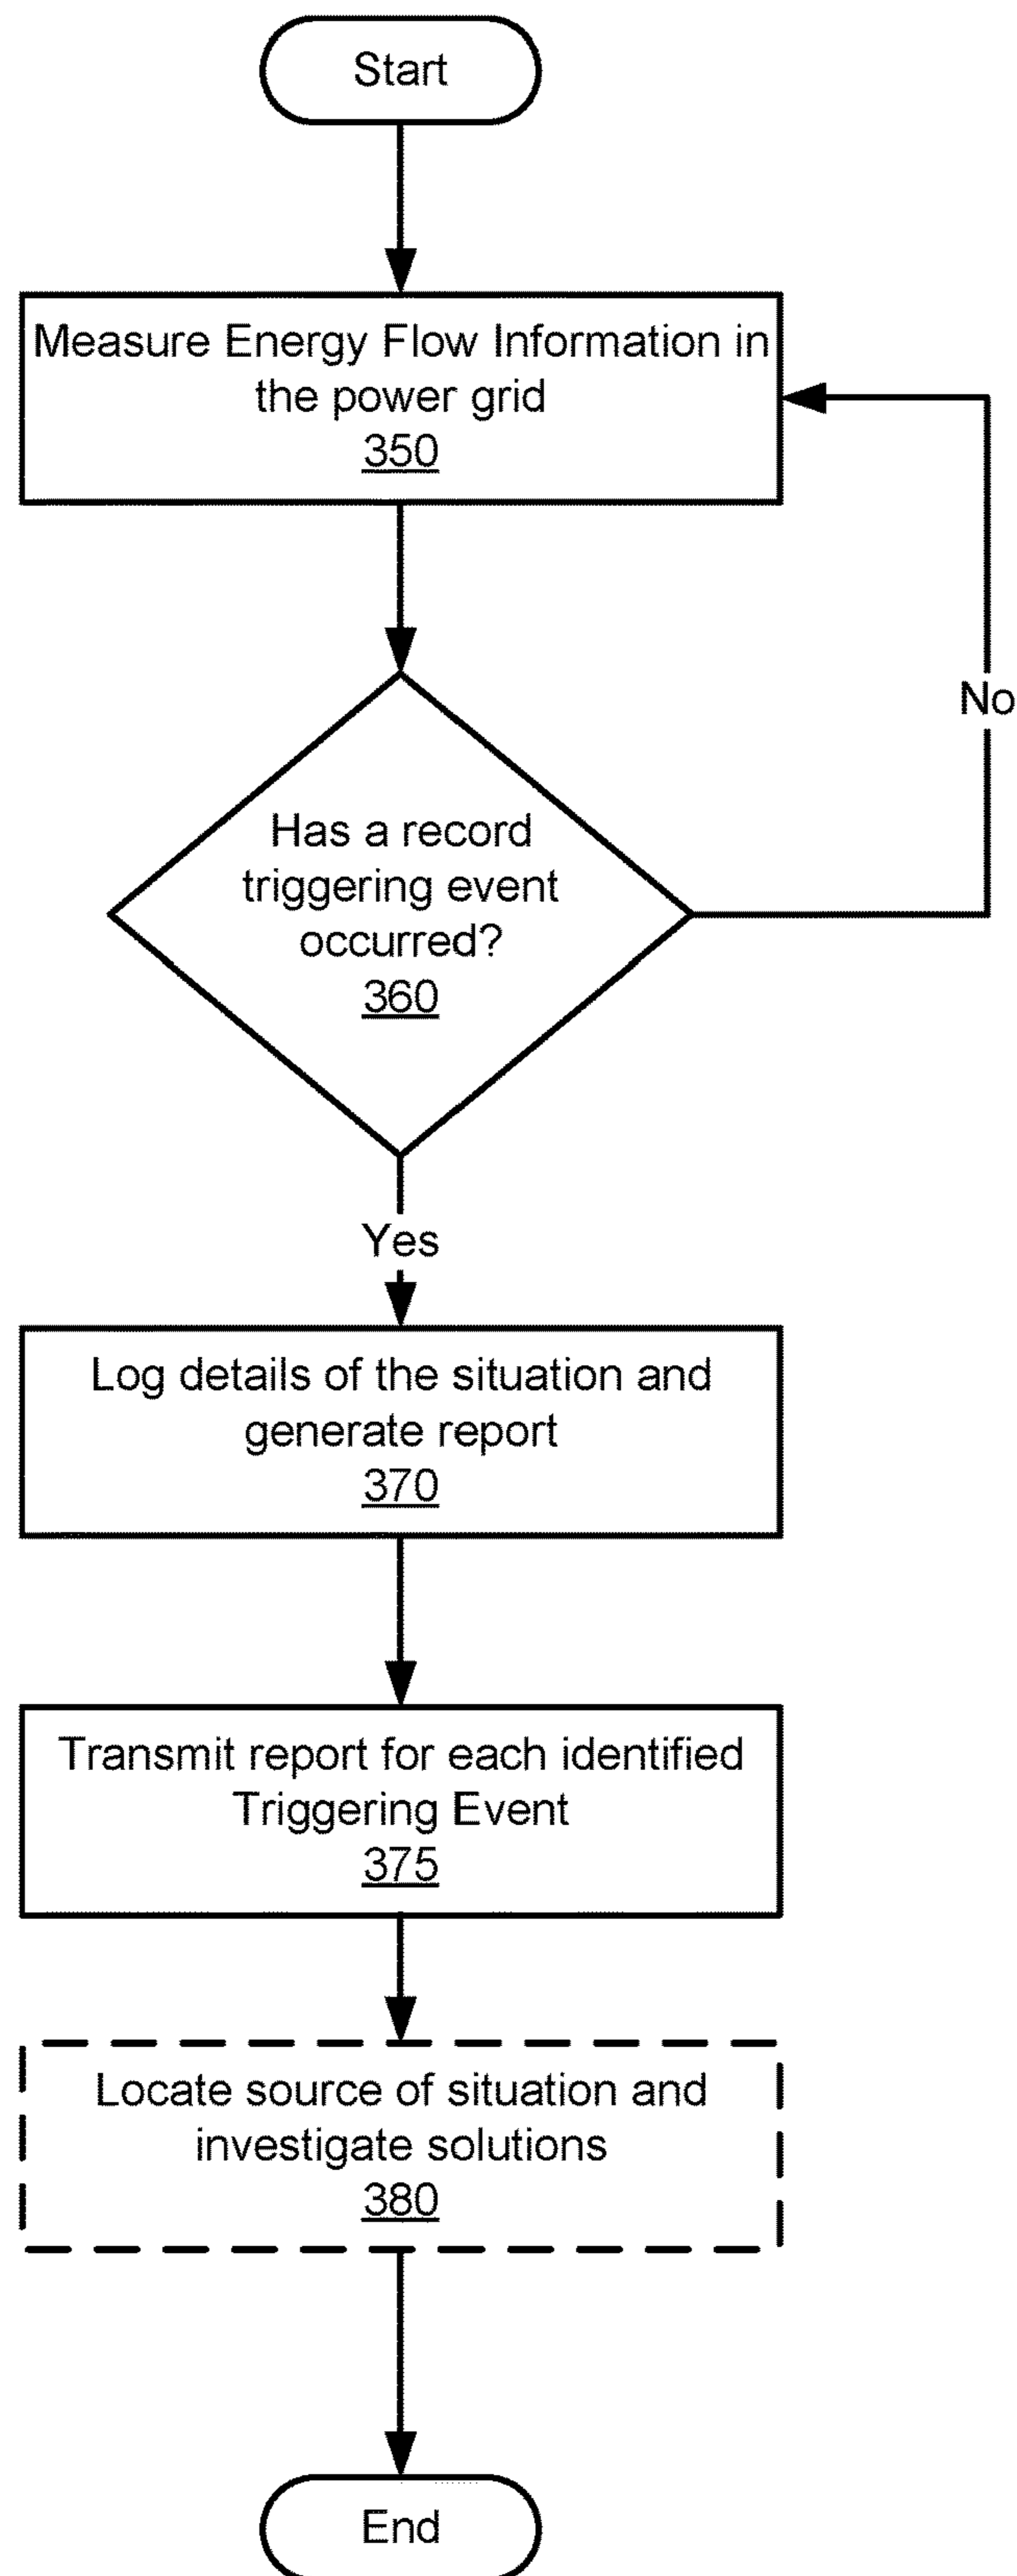 Start
Measure Energy Flow Information in
the power grid
350
No
Has a record
triggering event
occurred?
360
Yes
Log details of the situation and
generate report
370
Transmit report for each identified
Triggering Event
375
Locate source of situation and
investigate solutions
380
End